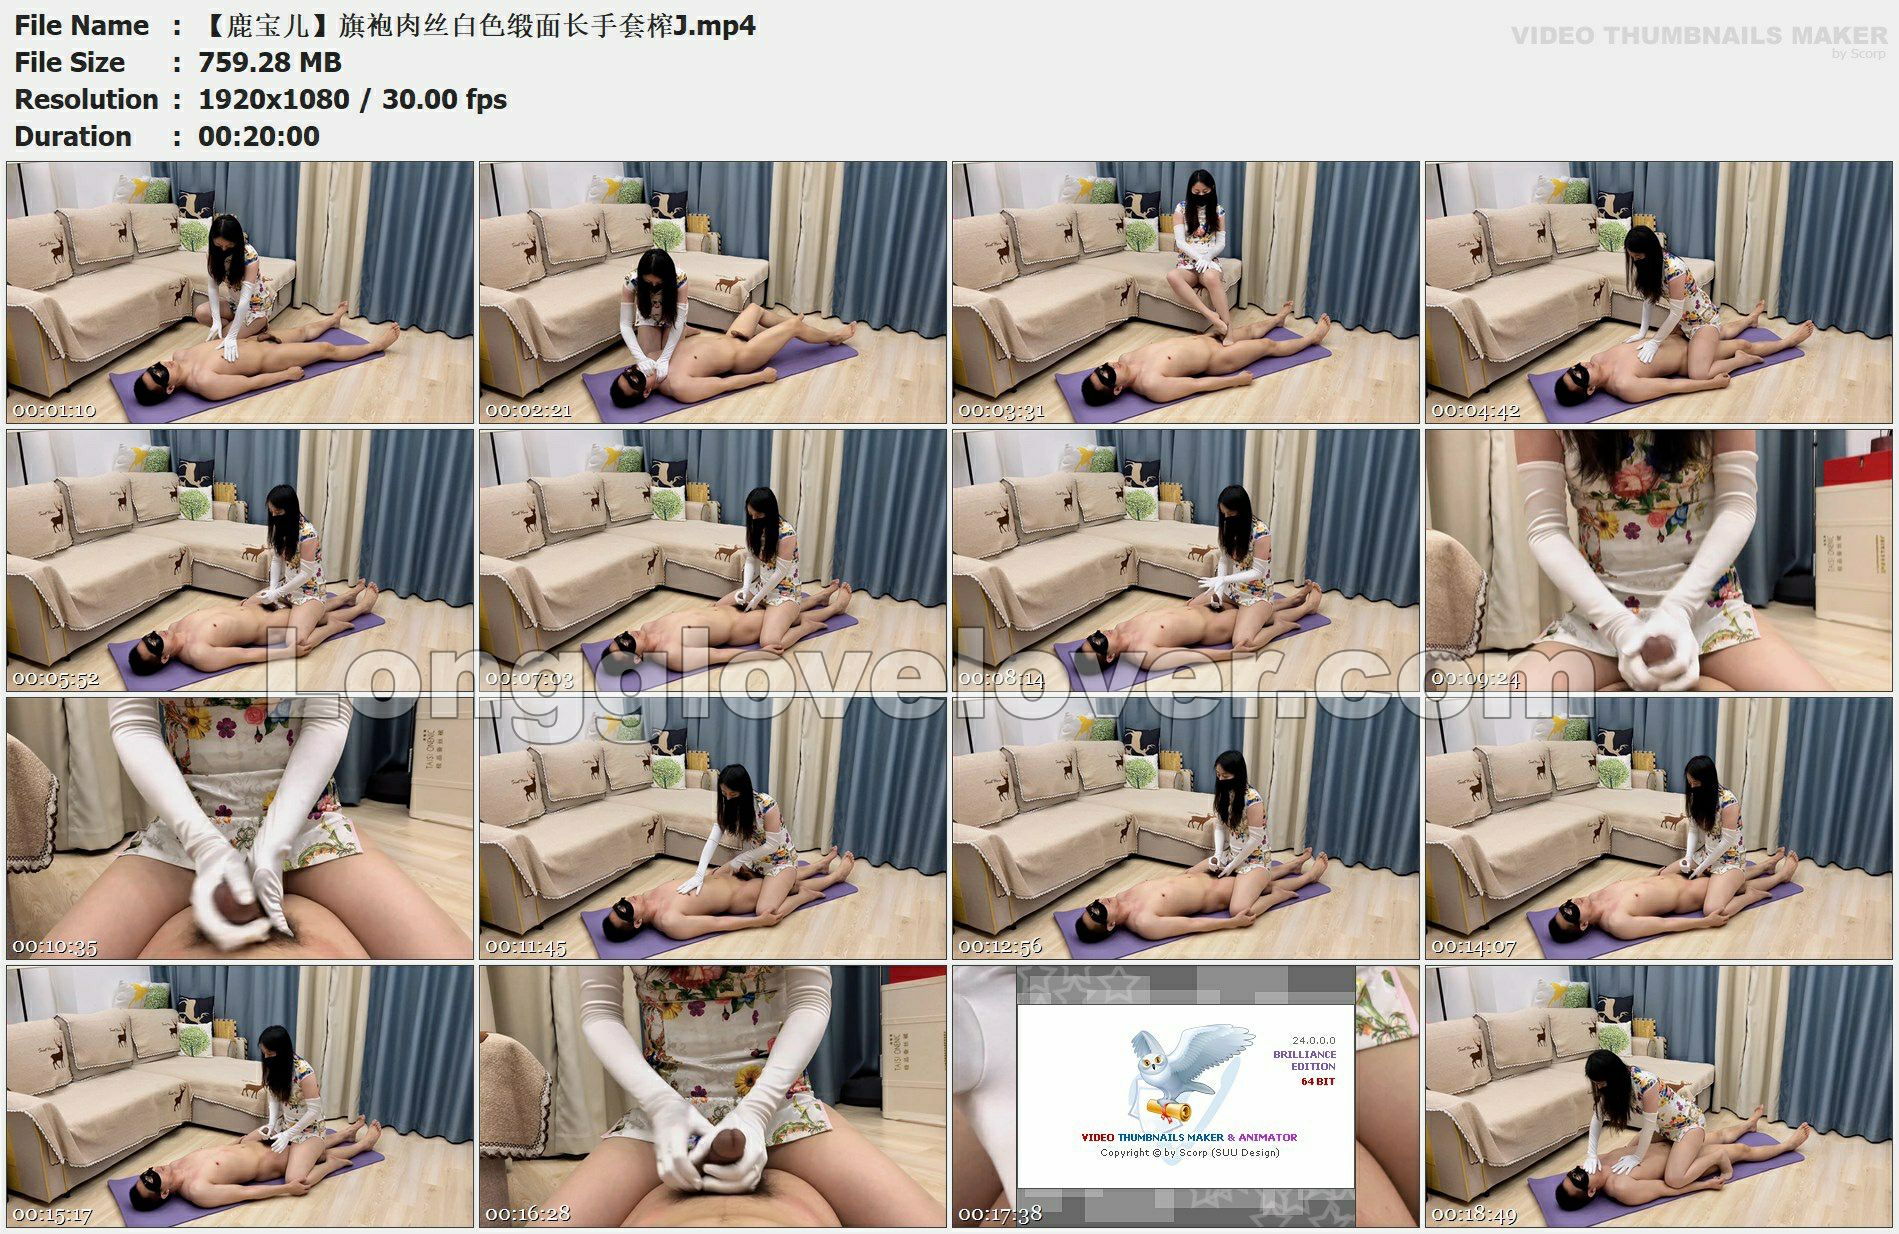 File Name : 【鹿宝儿】旗袍肉丝白色缎面长手套榨J.mp4
File Size : 759.28 MB
Resolution : 1920x1080 / 30.00 fps
Duration : 00:20:00
VIDEO THUMBNAILS MAKER
by Scorp
00:01:10
00:02:21
00:03:31
00:04:42
00:05:52
00:07:03
00:08:14
00:09:24
Longglovelover.com
00:10:35
00:11:45
00:12:56
00:14:07
24.0.0.0
BRILLIANCE
EDITION
64 BIT
VIDEO THUMBNAILS MAKER & ANIMATOR
Copyright © by Scorp (SUU Design)
00:15:17
00:16:28
00:17:38
00:18:49